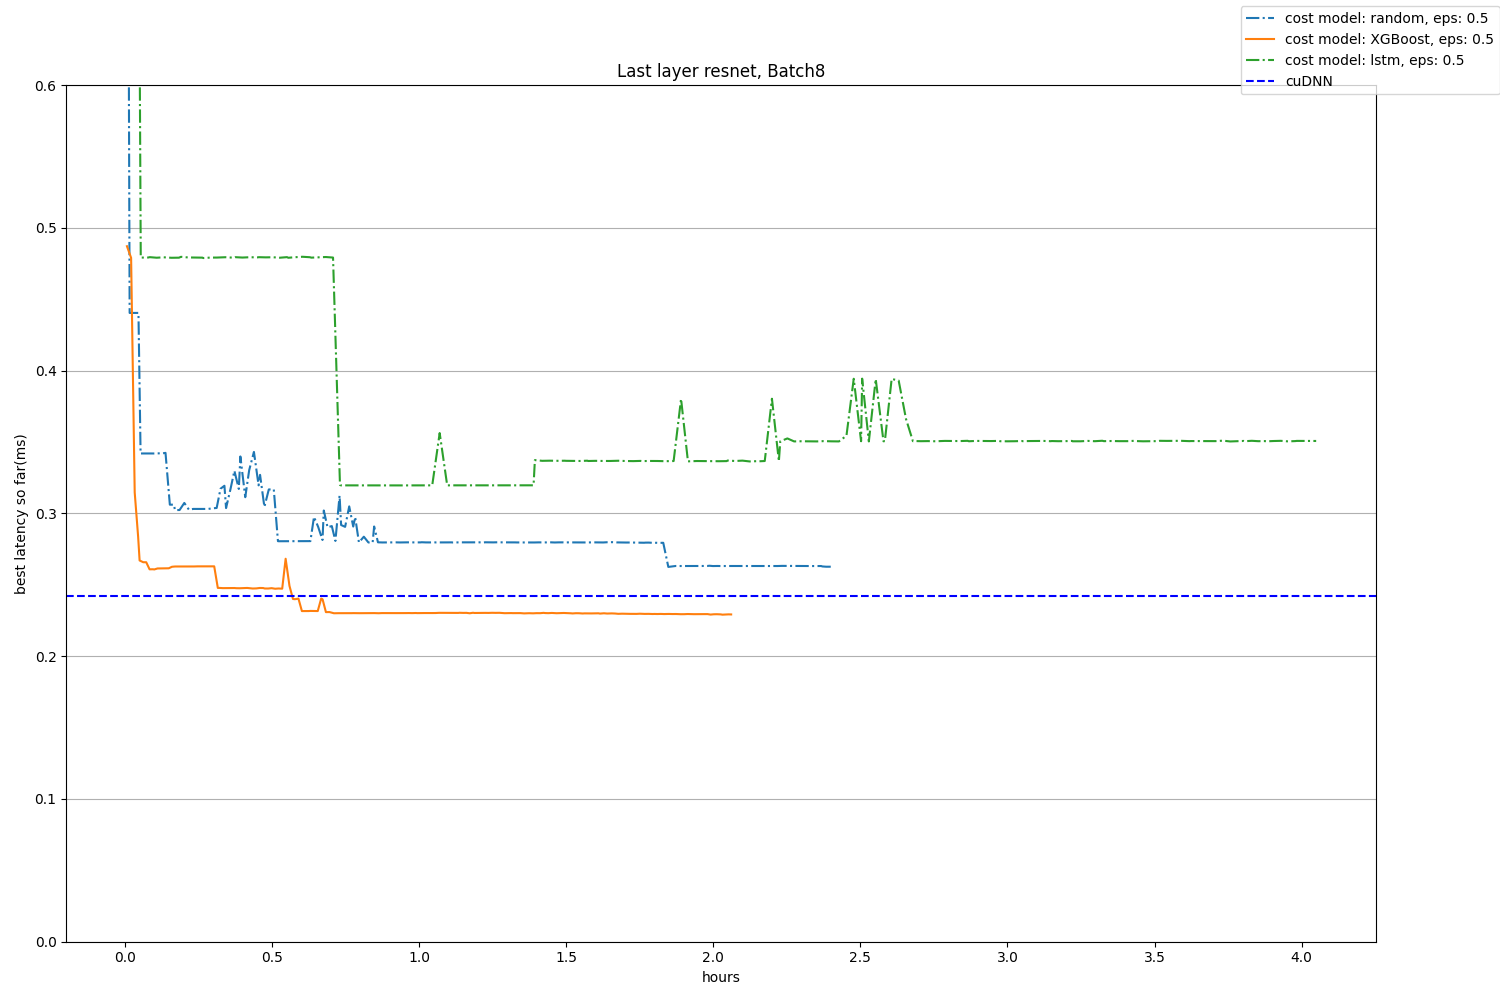 cost model: random, eps: 0.5
cost model: XGBoost, eps: 0.5
cost model: lstm, eps: 0.5
cuDNN
Last layer resnet, Batch8
0.6
0.5
0.4
0.3
0.2
0.1
0.0
best latency so far(ms)
0.0 0.5 1.0 1.5 2.0 2.5 3.0 3.5 4.0
hours